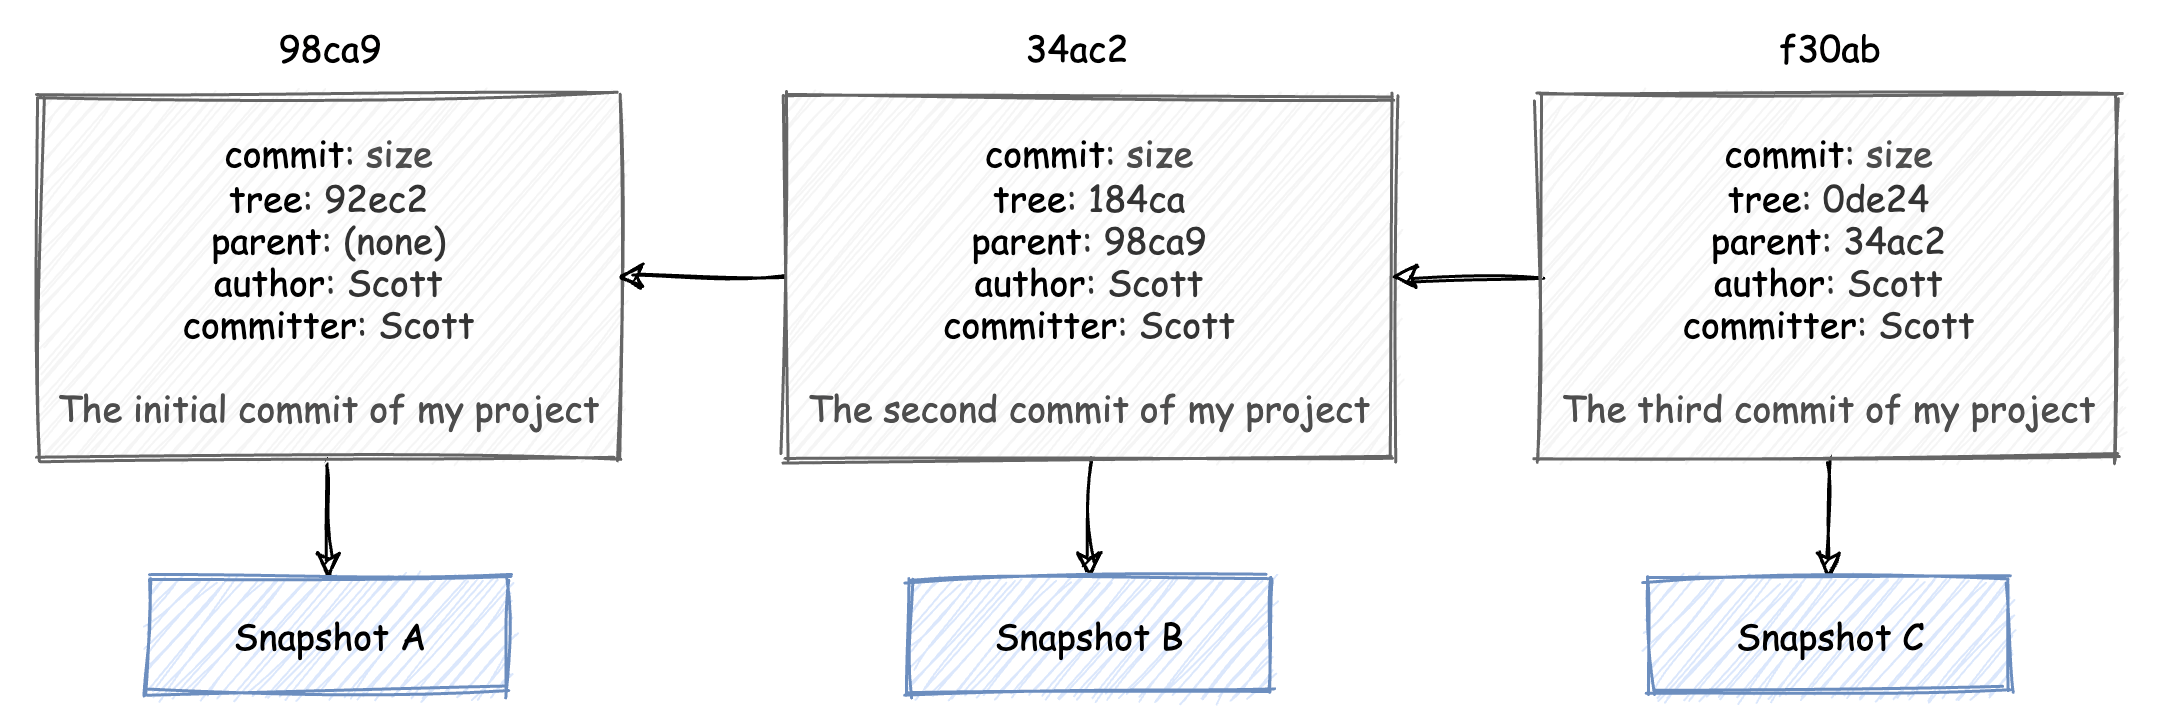 98ca9
commit: size
tree: 92ec2
parent: (none)
author: Scott
committer: Scott
The initial commit of my project
Snapshot A
34ac2
commit: size
tree: 184ca
parent: 98ca9
author: Scott
committer: Scott
The second commit of my project
Snapshot B
f30ab
commit: size
tree: 0de24
parent: 34ac2
author: Scott
committer: Scott
The third commit of my project
Snapshot C